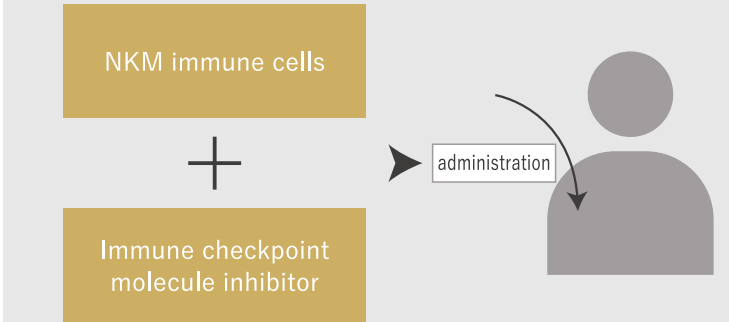 NKM immune cells
+
administration
Immune checkpoint
molecule inhibitor